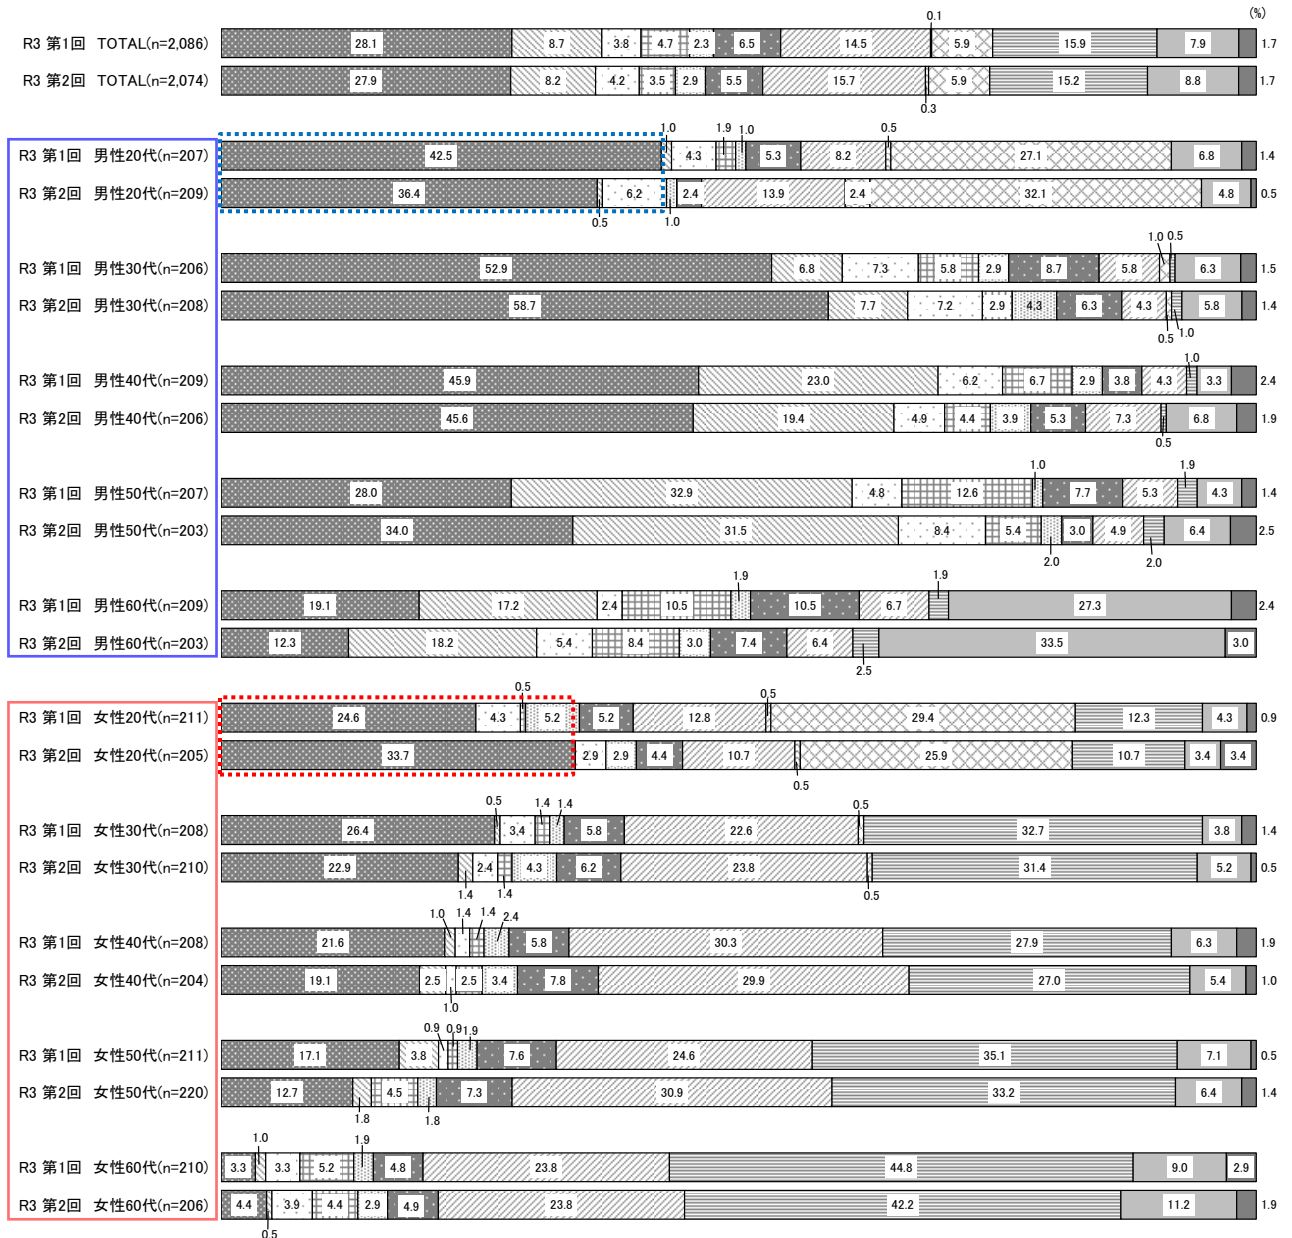 (%)
0.1
R3 第1回 TOTAL(n=2,086) 28.1 8.7 3.8 4.7 2.3 6.5 14.5 5.9 15.9 7.9 1.7
R3 第2回 TOTAL(n=2,074) 27.9 8.2 4.2 3.5 2.9 5.5 15.7 5.9 15.2 8.8 1.7
0.3
1.0 1.9 1.0 0.5
R3 第1回 男性20代(n=207) 42.5 4.3 5.3 8.2 27.1 6.8 1.4
R3 第2回 男性20代(n=209) 36.4 6.2 2.4 13.9 2.4 32.1 4.8 0.5
0.5 1.0
1.0 0.5
R3 第1回 男性30代(n=206) 52.9 6.8 7.3 5.8 2.9 8.7 5.8 6.3 1.5
R3 第2回 男性30代(n=208) 58.7 7.7 7.2 2.9 4.3 6.3 4.3 5.8 1.4
0.5 1.0
1.0
R3 第1回 男性40代(n=209) 45.9 23.0 6.2 6.7 2.9 3.8 4.3 3.3 2.4
R3 第2回 男性40代(n=206) 45.6 19.4 4.9 4.4 3.9 5.3 7.3 6.8 1.9
0.5
1.0 1.9
R3 第1回 男性50代(n=207) 28.0 32.9 4.8 12.6 7.7 5.3 4.3 1.4
R3 第2回 男性50代(n=203) 34.0 31.5 8.4 5.4 3.0 4.9 6.4 2.5
2.0 2.0
1.9 1.9
R3 第1回 男性60代(n=209) 19.1 17.2 2.4 10.5 10.5 6.7 27.3 2.4
R3 第2回 男性60代(n=203) 12.3 18.2 5.4 8.4 3.0 7.4 6.4 33.5 3.0
2.5
0.5 0.5
R3 第1回 女性20代(n=211) 24.6 4.3 5.2 5.2 12.8 29.4 12.3 4.3 0.9
R3 第2回 女性20代(n=205) 33.7 2.9 2.9 4.4 10.7 25.9 10.7 3.4 3.4
0.5
0.5 1.4 1.4 0.5
R3 第1回 女性30代(n=208) 26.4 3.4 5.8 22.6 32.7 3.8 1.4
R3 第2回 女性30代(n=210) 22.9 2.4 4.3 6.2 23.8 31.4 5.2 0.5
1.4 1.4 0.5
1.0 1.4 1.4 2.4
R3 第1回 女性40代(n=208) 21.6 5.8 30.3 27.9 6.3 1.9
R3 第2回 女性40代(n=204) 19.1 2.5 2.5 3.4 7.8 29.9 27.0 5.4 1.0
1.0
0.9 0.9 1.9
R3 第1回 女性50代(n=211) 17.1 3.8 7.6 24.6 35.1 7.1 0.5
R3 第2回 女性50代(n=220) 12.7 4.5 7.3 30.9 33.2 6.4 1.4
1.8 1.8
1.0 1.9
R3 第1回 女性60代(n=210) 3.3 3.3 5.2 4.8 23.8 44.8 9.0 2.9
R3 第2回 女性60代(n=206) 4.4 3.9 4.4 2.9 4.9 23.8 42.2 11.2 1.9
0.5